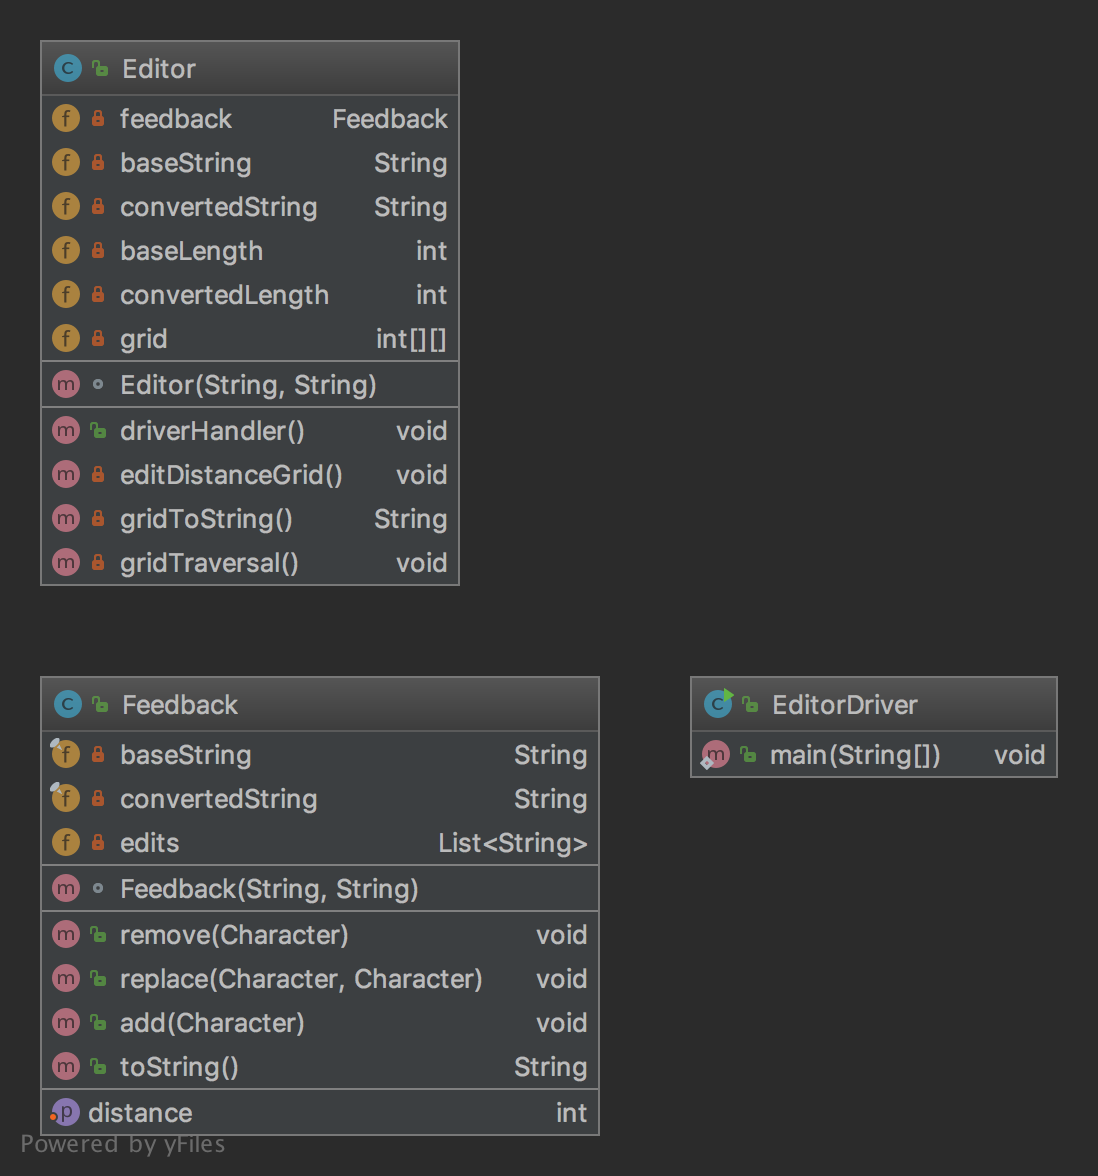 Editor
feedback Feedback
baseString String
convertedString String
baseLength int
convertedLength int
grid int[][]
Editor(String, String)
driverHandler() void
editDistanceGrid() void
gridToString() String
gridTraversal() void
Feedback
baseString String
convertedString String
edits List<String>
Feedback(String, String)
remove(Character) void
replace(Character, Character) void
add(Character) void
toString() String
distance int
EditorDriver
main(String[]) void
Powered by yFiles